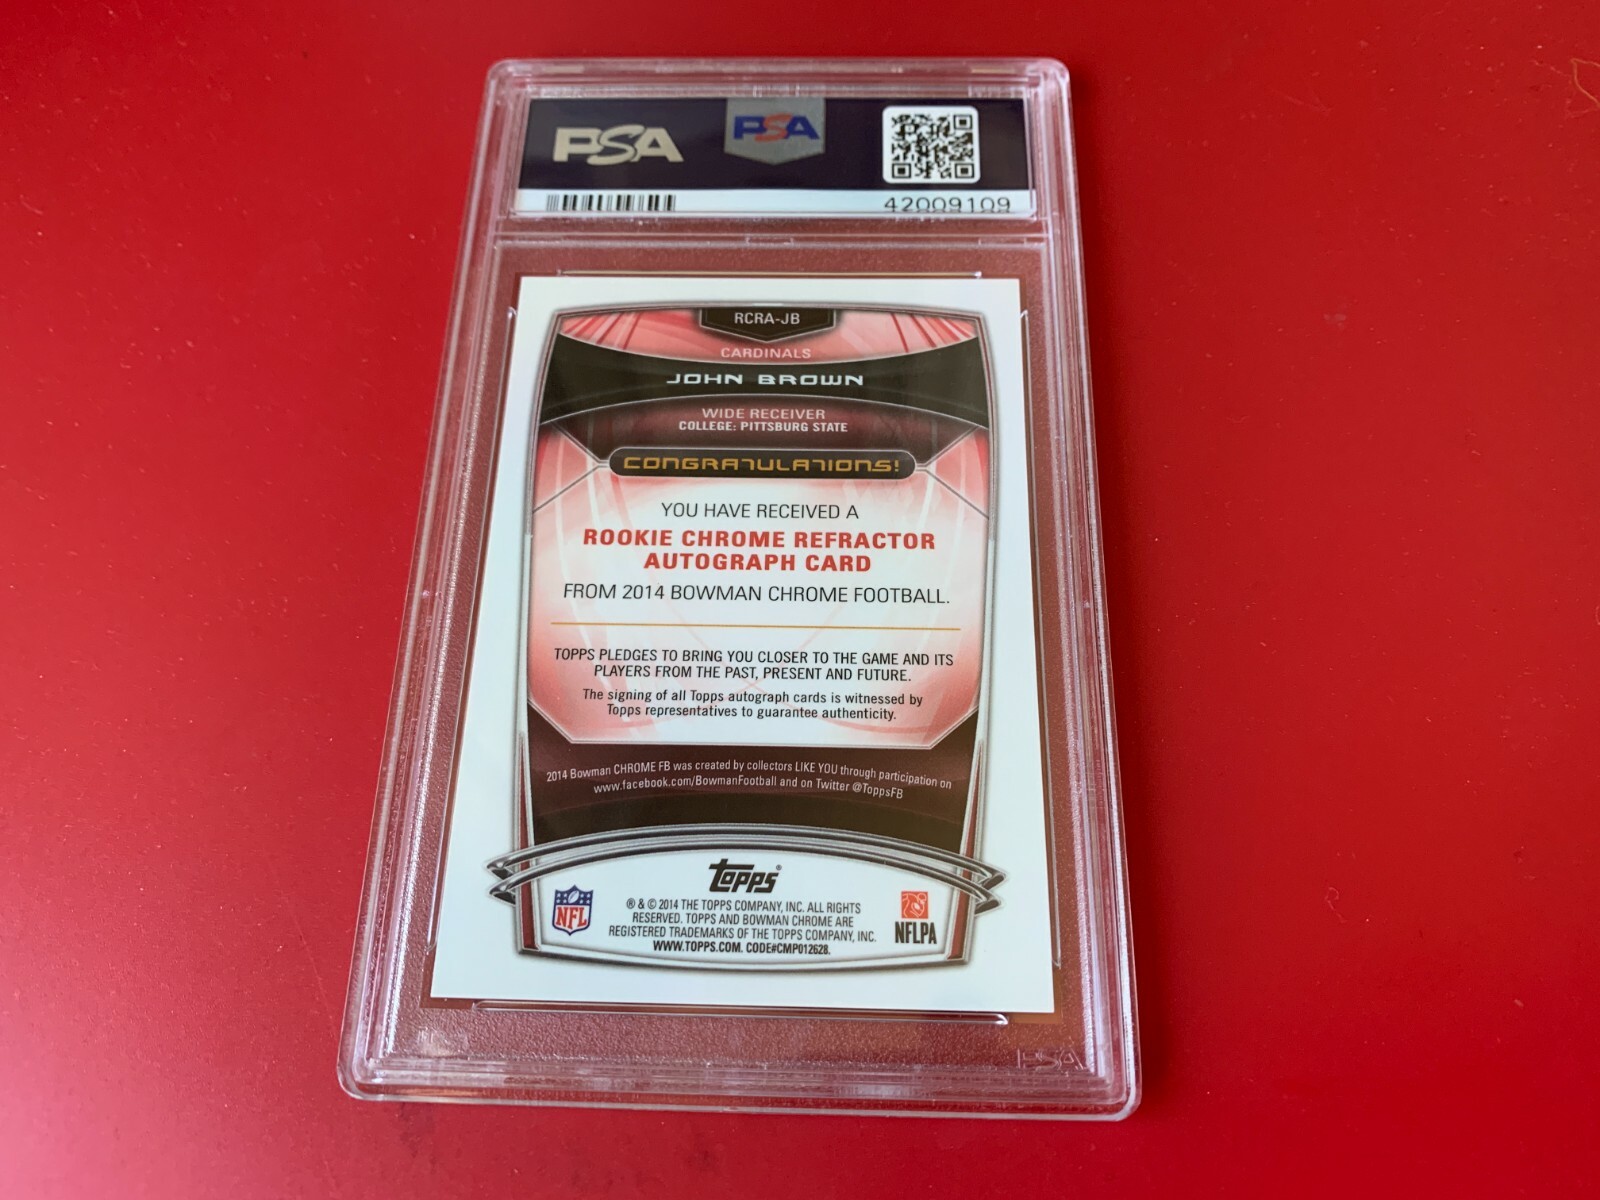 PSA
PSA
42009109
RCRA-JB
CARDINALS
JOHN BROWN
WIDE RECEIVER
COLLEGE: PITTSBURG STATE
CONGRATULATIONS!
YOU HAVE RECEIVED A
ROOKIE CHROME REFRACTOR
AUTOGRAPH CARD
FROM 2014 BOWMAN CHROME FOOTBALL.
TOPPS PLEDGES TO BRING YOU CLOSER TO THE GAME AND ITS
PLAYERS FROM THE PAST, PRESENT AND FUTURE.
The signing of all Topps autograph cards is witnessed by
Topps representatives to guarantee authenticity.
2014 Bowman CHROME FB was created by collectors LIKE YOU through participation on
www.facebook.com/BowmanFootball and on Twitter @ToppsFB
Topps®
NFL
® & © 2014 THE TOPPS COMPANY, INC. ALL RIGHTS
RESERVED. TOPPS AND BOWMAN CHROME ARE
REGISTERED TRADEMARKS OF THE TOPPS COMPANY, INC.
WWW.TOPPS.COM. CODE#CMP012628.
NFLPA
PSA